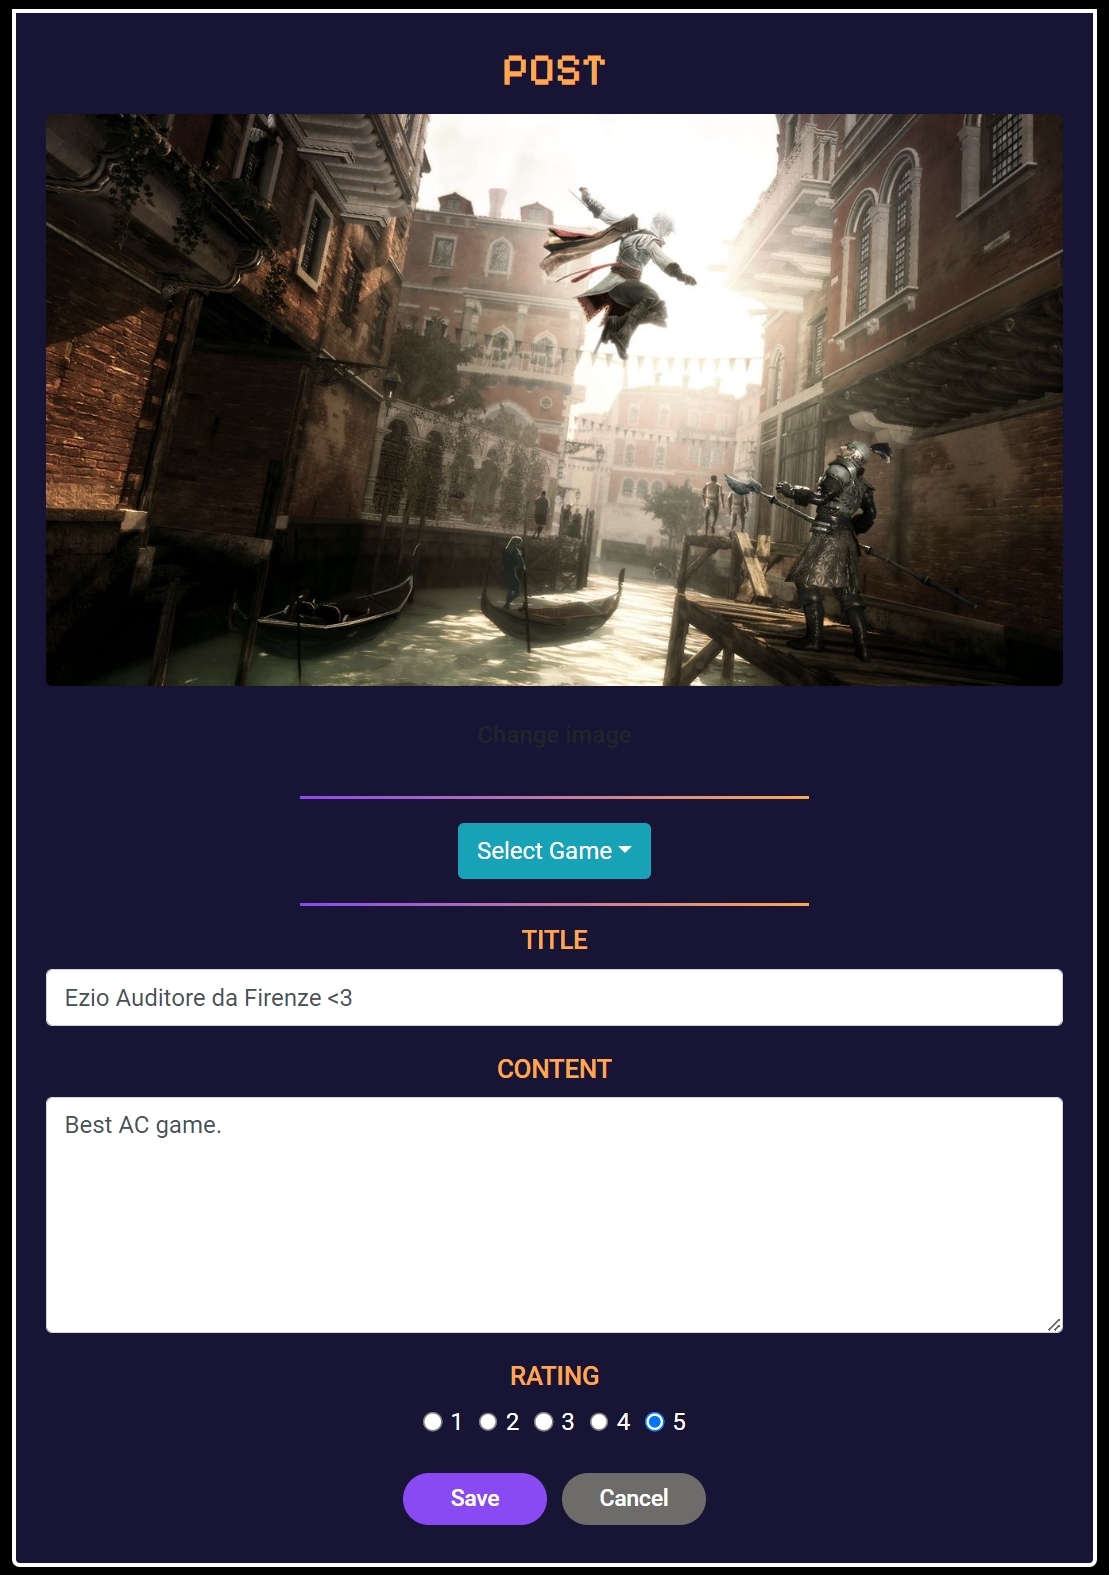 POST
Change image
Select Game
TITLE
Ezio Auditore da Firenze <3
CONTENT
Best AC game.
RATING
1 2 3 4 5
Save Cancel